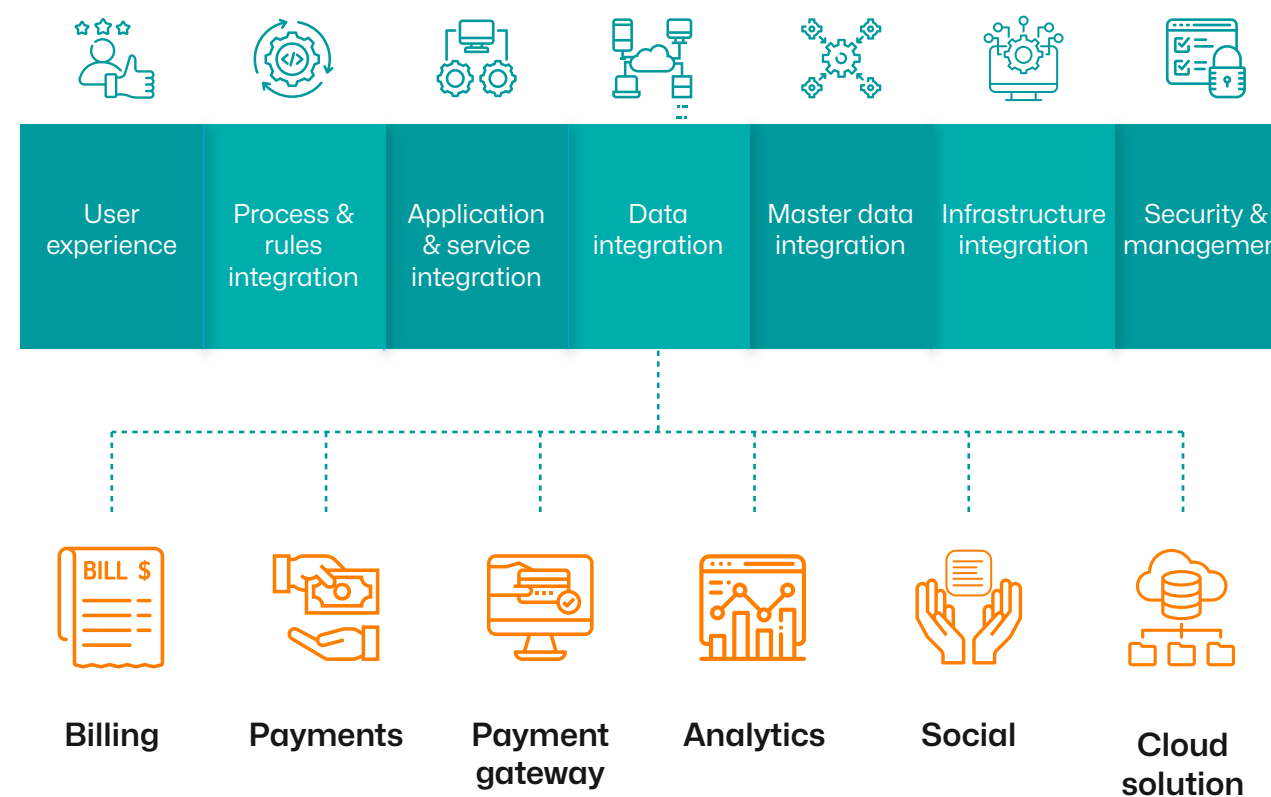 User
experience
Process &
rules
integration
Application
& service
integration
Data
integration
Master data
integration
Infrastructure
integration
Security &
managemen
BILL $
Billing
Payments
Payment
gateway
Analytics
Social
Cloud
solution